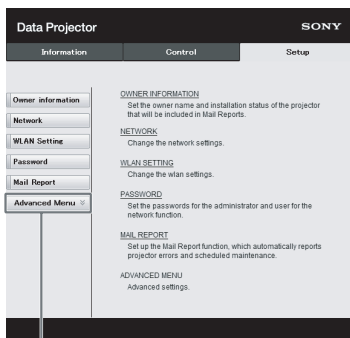 Data Projector
SONY
Information
Control
Setup
Owner information
Network
WLAN Setting
Password
Mail Report
Advanced Menu
OWNER INFORMATION
Set the owner name and installation status of the projector
that will be included in Mail Reports.
NETWORK
Change the network settings.
WLAN SETTING
Change the wlan settings.
PASSWORD
Set the passwords for the administrator and user for the
network function.
MAIL REPORT
Set up the Mail Report function, which automatically reports
projector errors and scheduled maintenance.
ADVANCED MENU
Advanced settings.